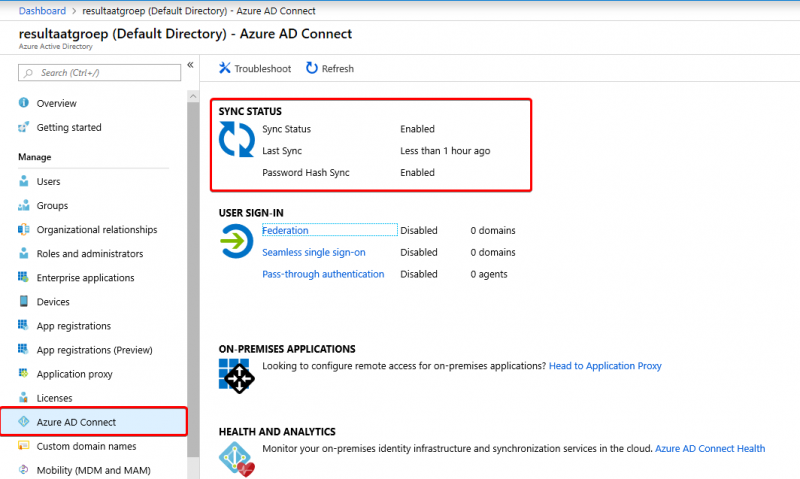 Dashboard > resultaatgroep (Default Directory) - Azure AD Connect
resultaatgroep (Default Directory) - Azure AD Connect
Azure Active Directory
Search (Ctrl+/)
«
Overview
Getting started
Manage
Users
Groups
Organizational relationships
Roles and administrators
Enterprise applications
Devices
App registrations
App registrations (Preview)
Application proxy
Licenses
Azure AD Connect
Custom domain names
Mobility (MDM and MAM)
Troubleshoot Refresh
SYNC STATUS
Sync Status Enabled
Last Sync Less than 1 hour ago
Password Hash Sync Enabled
USER SIGN-IN
Federation Disabled 0 domains
Seamless single sign-on Disabled 0 domains
Pass-through authentication Disabled 0 agents
ON-PREMISES APPLICATIONS
Looking to configure remote access for on-premises applications? Head to Application Proxy
HEALTH AND ANALYTICS
Monitor your on-premises identity infrastructure and synchronization services in the cloud. Azure AD Connect Health